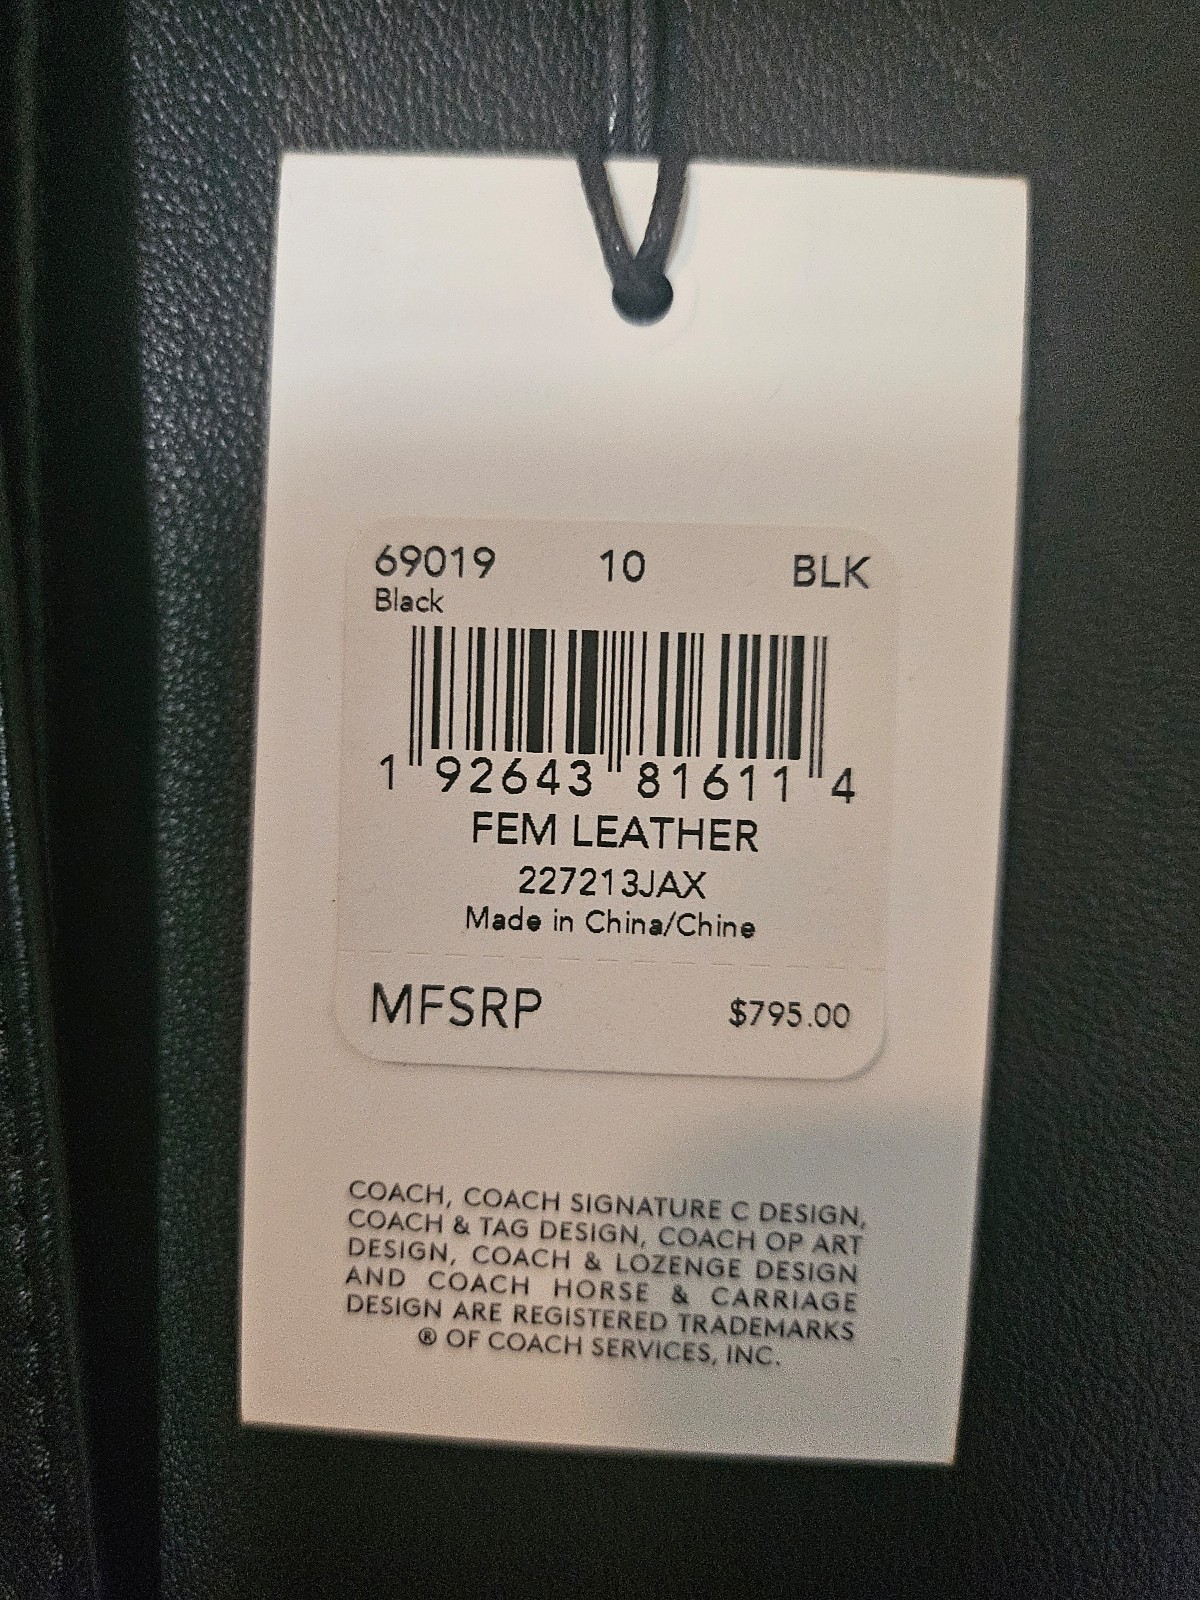 69019 10 BLK
Black
1 92643 81611 4
FEM LEATHER
227213JAX
Made in China/Chine
MFSRP $795.00
COACH, COACH SIGNATURE C DESIGN,
COACH & TAG DESIGN, COACH OP ART
DESIGN, COACH & LOZENGE DESIGN
AND COACH HORSE & CARRIAGE
DESIGN ARE REGISTERED TRADEMARKS
® OF COACH SERVICES, INC.